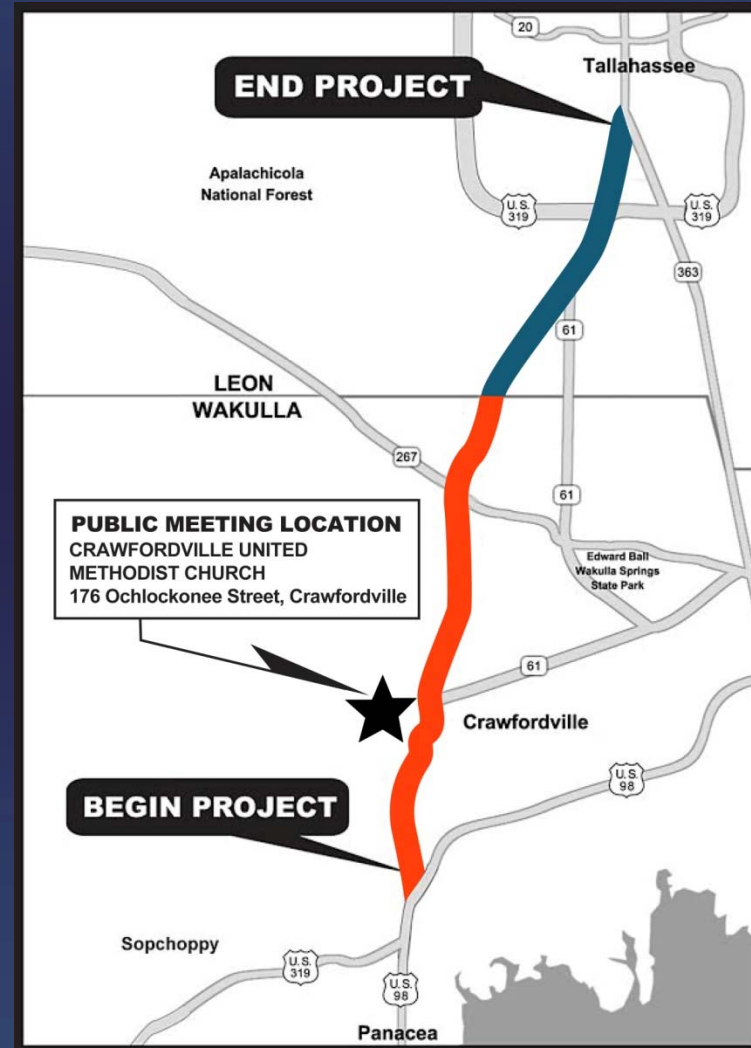 20
Tallahassee
END PROJECT
Apalachicola
National Forest
U.S.
319
U.S.
319
363
61
LEON
WAKULLA
267
61
PUBLIC MEETING LOCATION
CRAWFORDVILLE UNITED
METHODIST CHURCH
176 Ochlockonee Street, Crawfordville
Edward Ball
Wakulla Springs
State Park
61
Crawfordville
U.S.
98
BEGIN PROJECT
Sopchoppy
U.S.
319
U.S.
98
Panacea